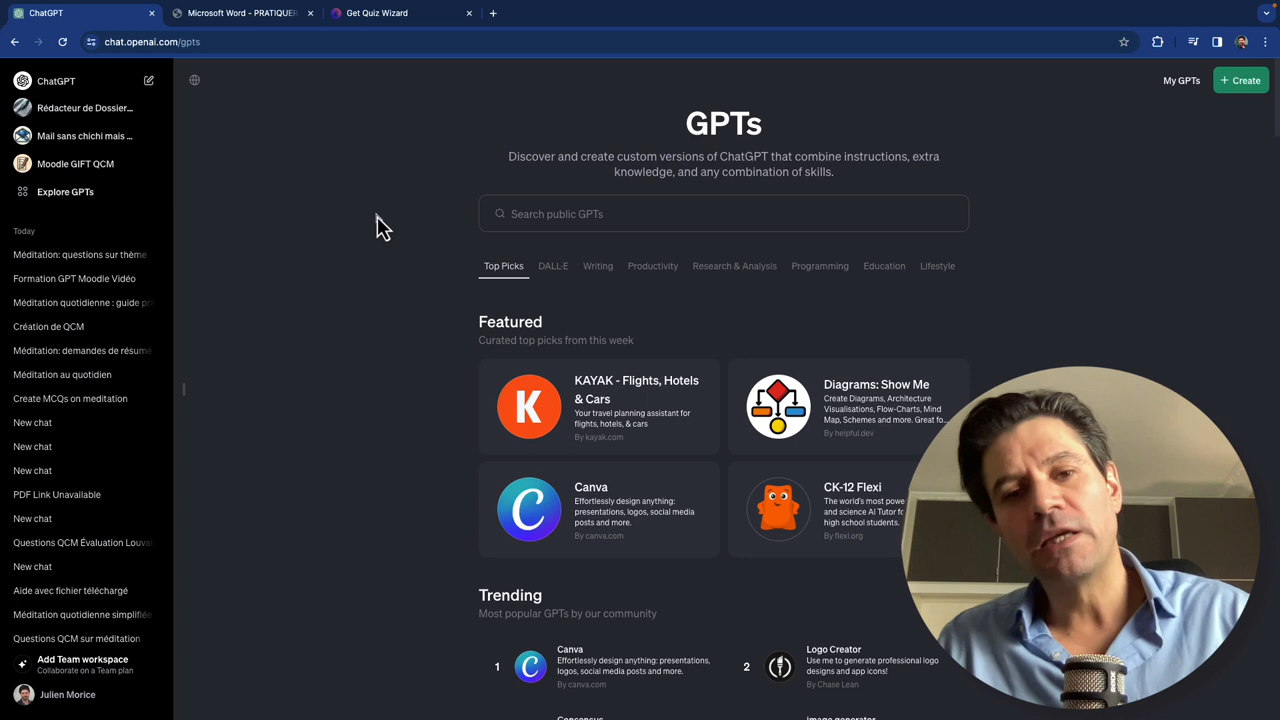 ChatGPT
Microsoft Word - PRATIQUER
Get Quiz Wizard
chat.openai.com/gpts
ChatGPT
Rédacteur de Dossier...
Mail sans chichi mais ...
Moodle GIFT QCM
Explore GPTs
Today
Méditation: questions sur thème
Formation GPT Moodle Vidéo
Méditation quotidienne : guide pra
Création de QCM
Méditation: demandes de résumé
Méditation au quotidien
Create MCQs on meditation
New chat
New chat
New chat
PDF Link Unavailable
New chat
Questions QCM Évaluation Louvai
New chat
Aide avec fichier téléchargé
Méditation quotidienne simplifiée
Questions QCM sur méditation
Add Team workspace
Collaborate on a Team plan
Julien Morice
My GPTs
+ Create
GPTs
Discover and create custom versions of ChatGPT that combine instructions, extra
knowledge, and any combination of skills.
Search public GPTs
Top Picks
DALL·E
Writing
Productivity
Research & Analysis
Programming
Education
Lifestyle
Featured
Curated top picks from this week
K
KAYAK - Flights, Hotels
& Cars
Your travel planning assistant for
flights, hotels, & cars
By kayak.com
Diagrams: Show Me
Create Diagrams, Architecture
Visualisations, Flow-Charts, Mind
Map, Schemes and more. Great fo...
By helpful.dev
C
Canva
Effortlessly design anything:
presentations, logos, social media
posts and more.
By canva.com
CK-12 Flexi
The world's most powe
and science AI Tutor fo
high school students.
By flexi.org
Trending
Most popular GPTs by our community
1
C
Canva
Effortlessly design anything: presentations,
logos, social media posts and more.
By canva.com
2
Logo Creator
Use me to generate professional logo
designs and app icons!
By Chase Lean
Consensus
image generator
RODE